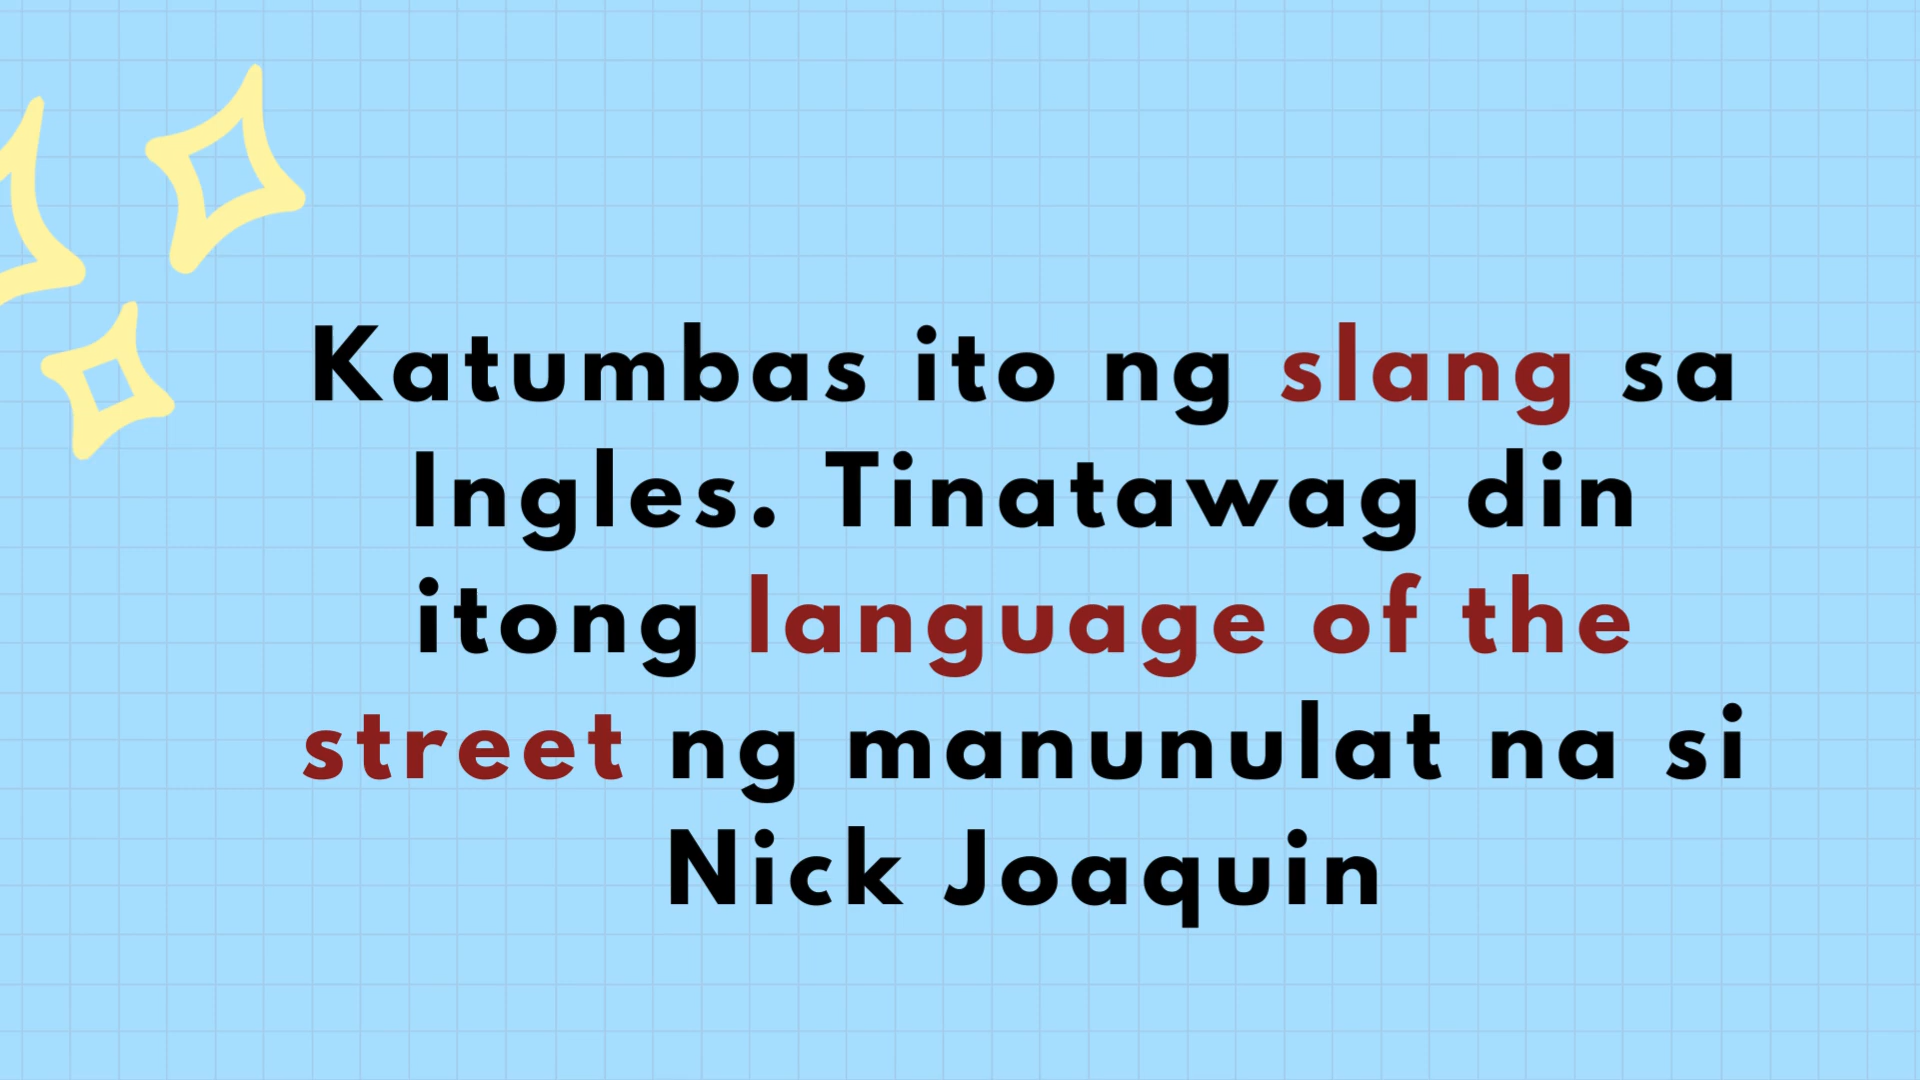 Katumbas ito ng slang sa
Ingles. Tinatawag din
itong language of the
street ng manunulat na si
Nick Joaquin